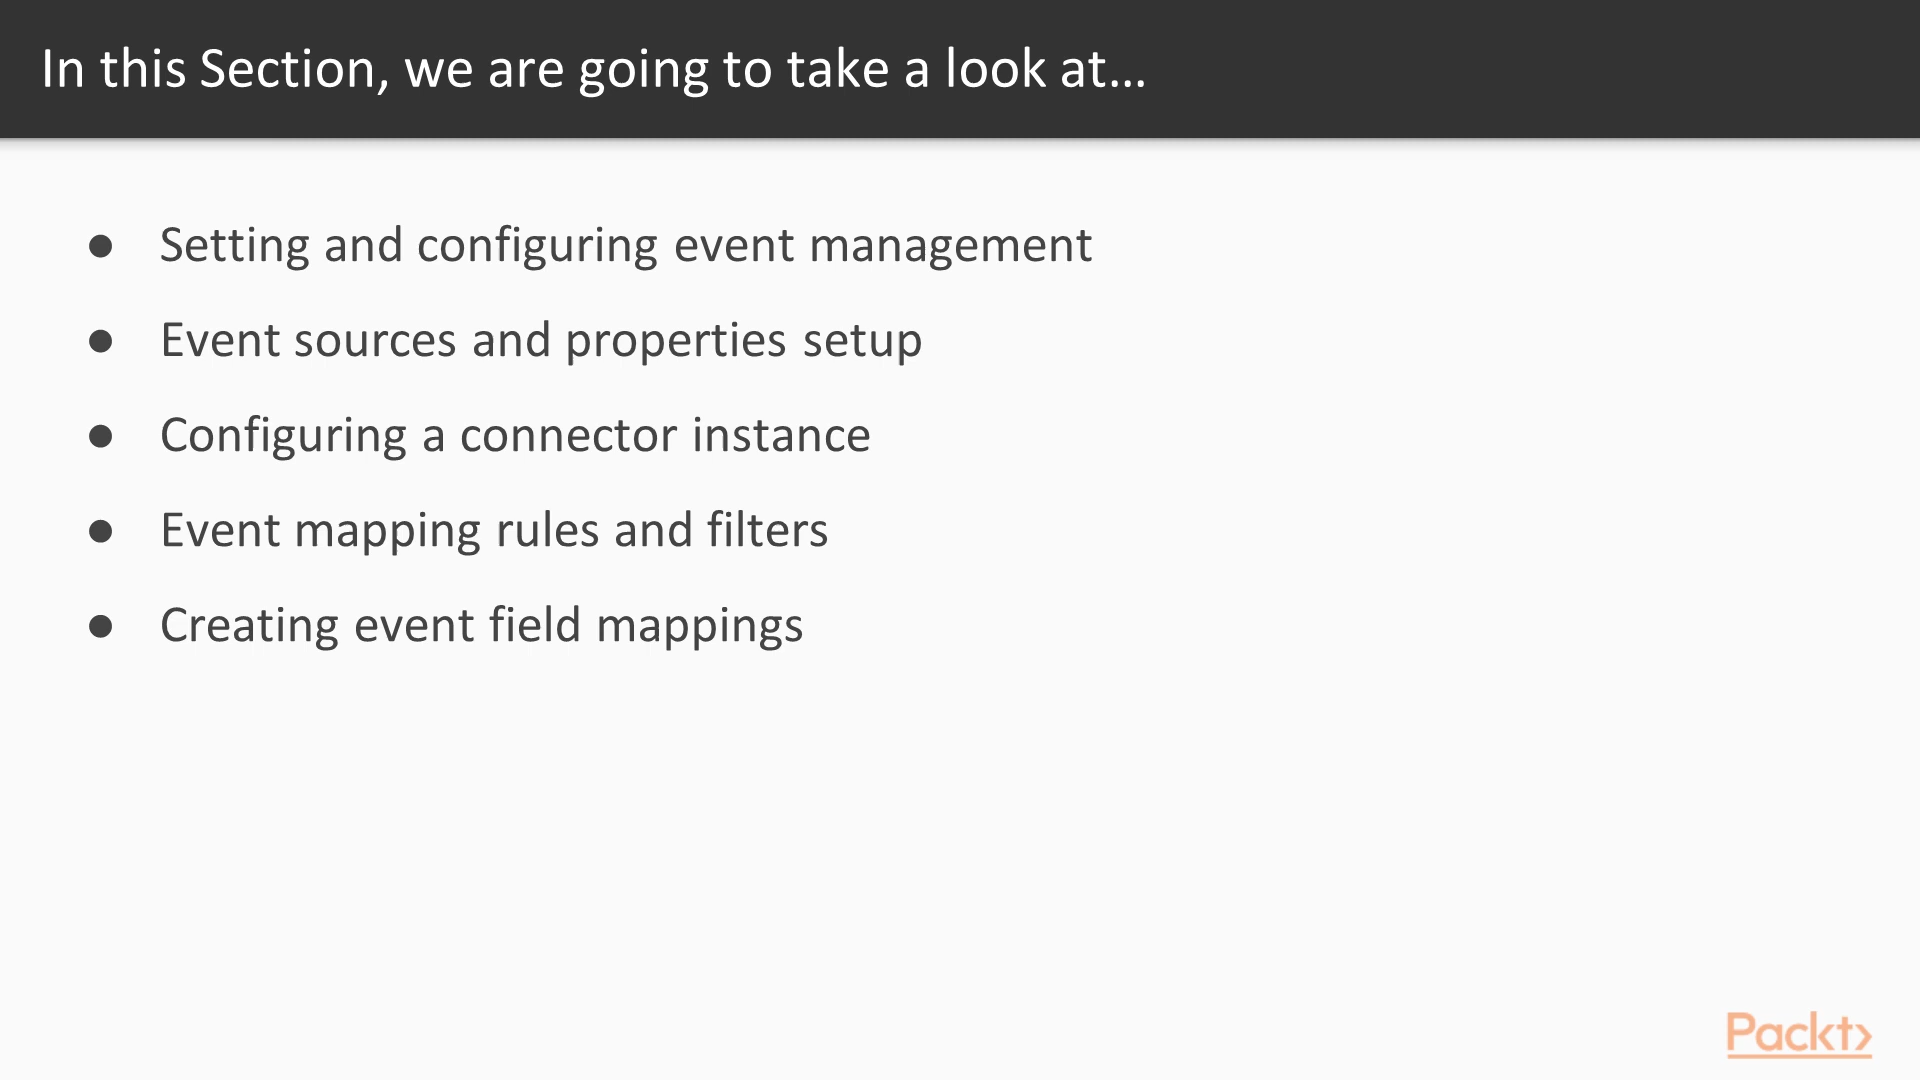 In this Section, we are going to take a look at…
● Setting and configuring event management
● Event sources and properties setup
● Configuring a connector instance
● Event mapping rules and filters
● Creating event field mappings
Packt>